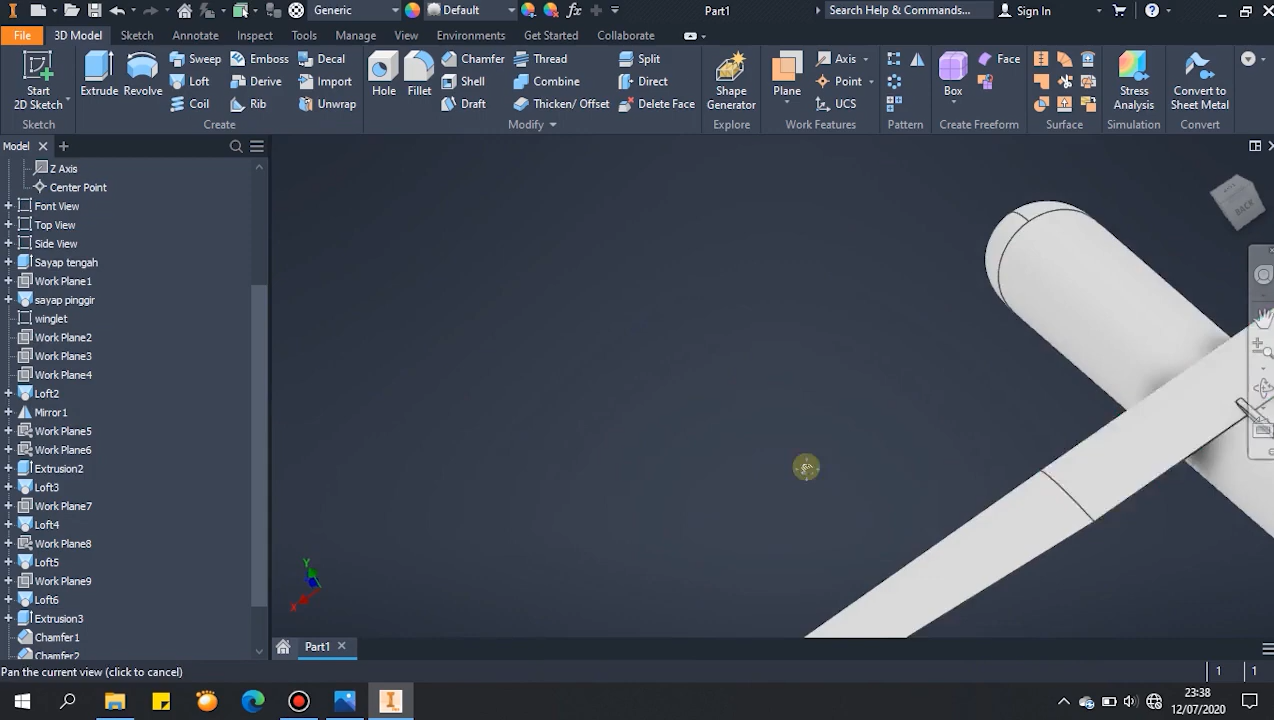 Generic
Default
fx
Part1
Search Help & Commands...
Sign In
File
3D Model
Sketch
Annotate
Inspect
Tools
Manage
View
Environments
Get Started
Collaborate
Start
2D Sketch
Extrude
Revolve
Sweep
Loft
Coil
Emboss
Derive
Rib
Decal
Import
Unwrap
Hole
Fillet
Chamfer
Shell
Draft
Thread
Combine
Thicken/ Offset
Split
Direct
Delete Face
Shape
Generator
Plane
Axis
Point
UCS
Box
Face
Stress
Analysis
Convert to
Sheet Metal
Sketch
Create
Modify
Explore
Work Features
Pattern
Create Freeform
Surface
Simulation
Convert
Model
Z Axis
Center Point
Font View
Top View
Side View
Sayap tengah
Work Plane1
sayap pinggir
winglet
Work Plane2
Work Plane3
Work Plane4
Loft2
Mirror1
Work Plane5
Work Plane6
Extrusion2
Loft3
Work Plane7
Loft4
Work Plane8
Loft5
Work Plane9
Loft6
Extrusion3
Chamfer1
Chamfer2
BACK
Y
X
Part1
Pan the current view (click to cancel)
1
1
23:38
12/07/2020